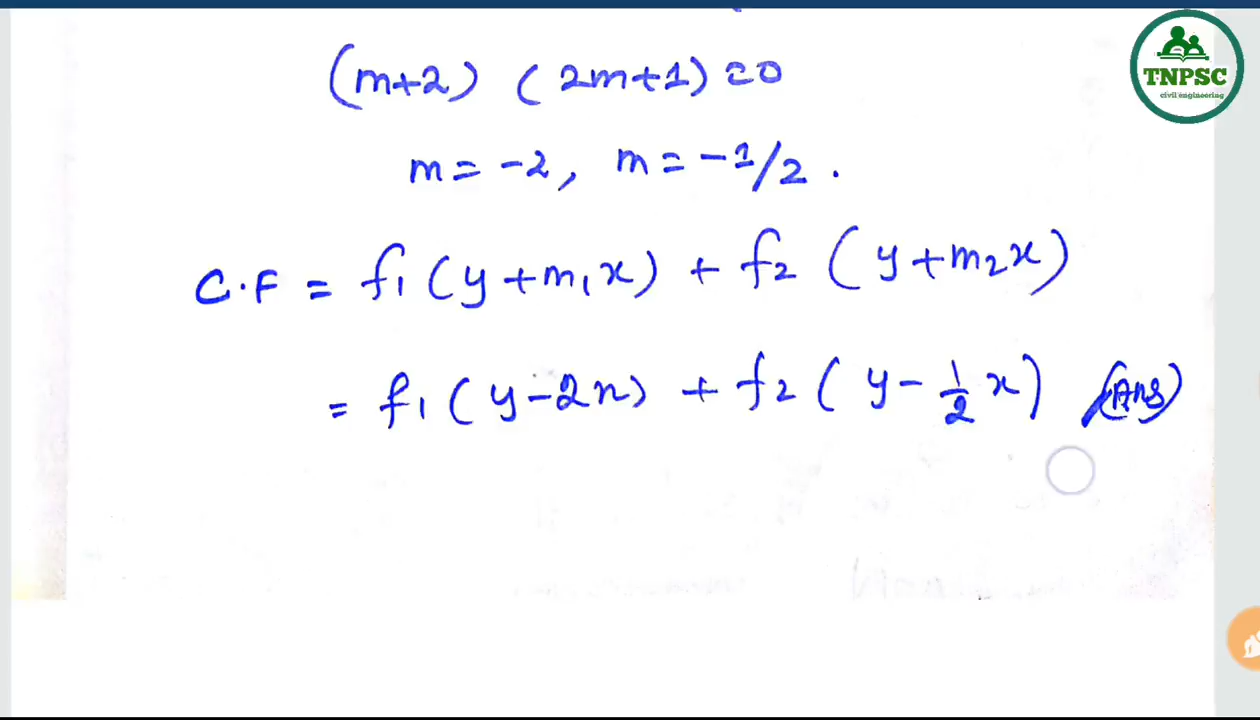 TNPSC
civil engineering
(m+2) (2m+1) = 0
m = -2, m = -1/2.
C.F = f1 (y + m1x) + f2 (y + m2x)
= f1 (y - 2x) + f2 (y - 1/2 x) (Ans)